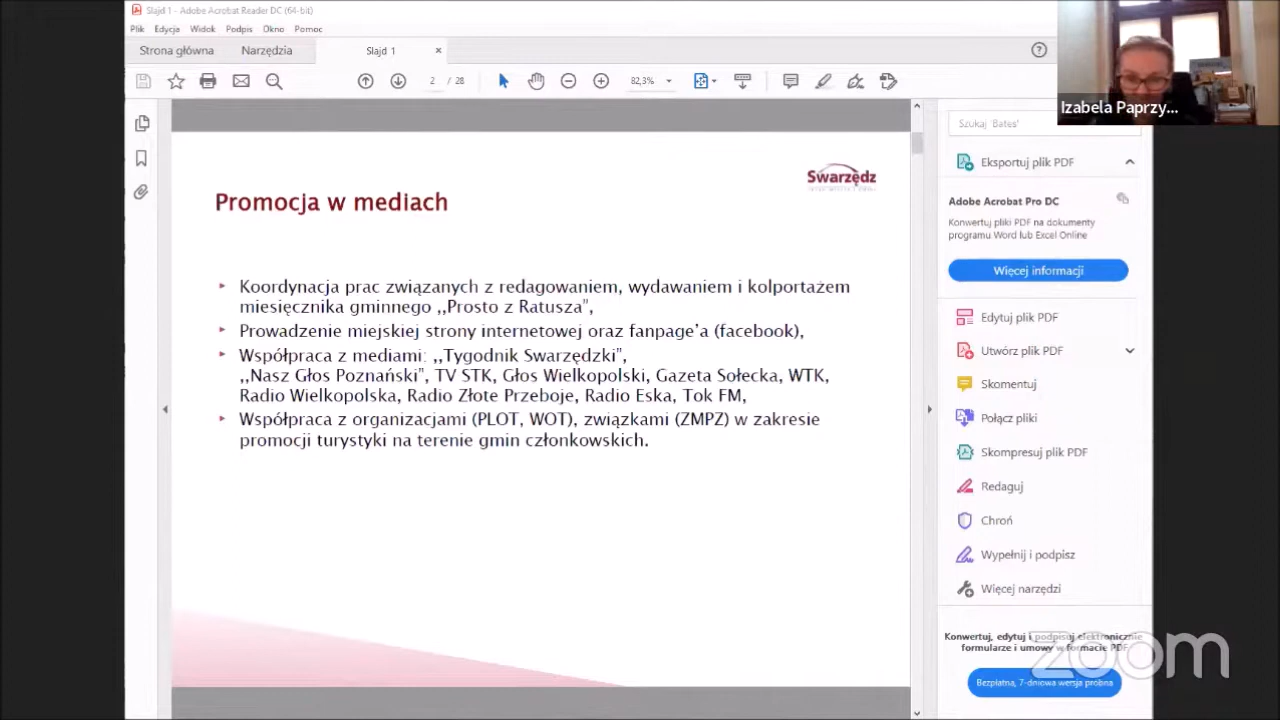 Slajd 1 - Adobe Acrobat Reader DC (64-bit)
Plik Edycja Widok Podpis Okno Pomoc
Strona główna Narzędzia Slajd 1 ×
2 / 28 82,3%
Izabela Paprzy...
Szukaj 'Bates'
Eksportuj plik PDF
Adobe Acrobat Pro DC
Konwertuj pliki PDF na dokumenty
programu Word lub Excel Online
Więcej informacji
Edytuj plik PDF
Utwórz plik PDF
Skomentuj
Połącz pliki
Skompresuj plik PDF
Redaguj
Chroń
Wypełnij i podpisz
Więcej narzędzi
Konwertuj, edytuj i podpisuj elektronicznie
formularze i umowy w formacie PDF
Bezpłatna, 7-dniowa wersja próbna
Swarzędz
Promocja w mediach
Koordynacja prac związanych z redagowaniem, wydawaniem i kolportażem
miesięcznika gminnego ,,Prosto z Ratusza”,
Prowadzenie miejskiej strony internetowej oraz fanpage’a (facebook),
Współpraca z mediami: ,,Tygodnik Swarzędzki”,
,,Nasz Głos Poznański”, TV STK, Głos Wielkopolski, Gazeta Sołecka, WTK,
Radio Wielkopolska, Radio Złote Przeboje, Radio Eska, Tok FM,
Współpraca z organizacjami (PLOT, WOT), związkami (ZMPZ) w zakresie
promocji turystyki na terenie gmin członkowskich.
zoom